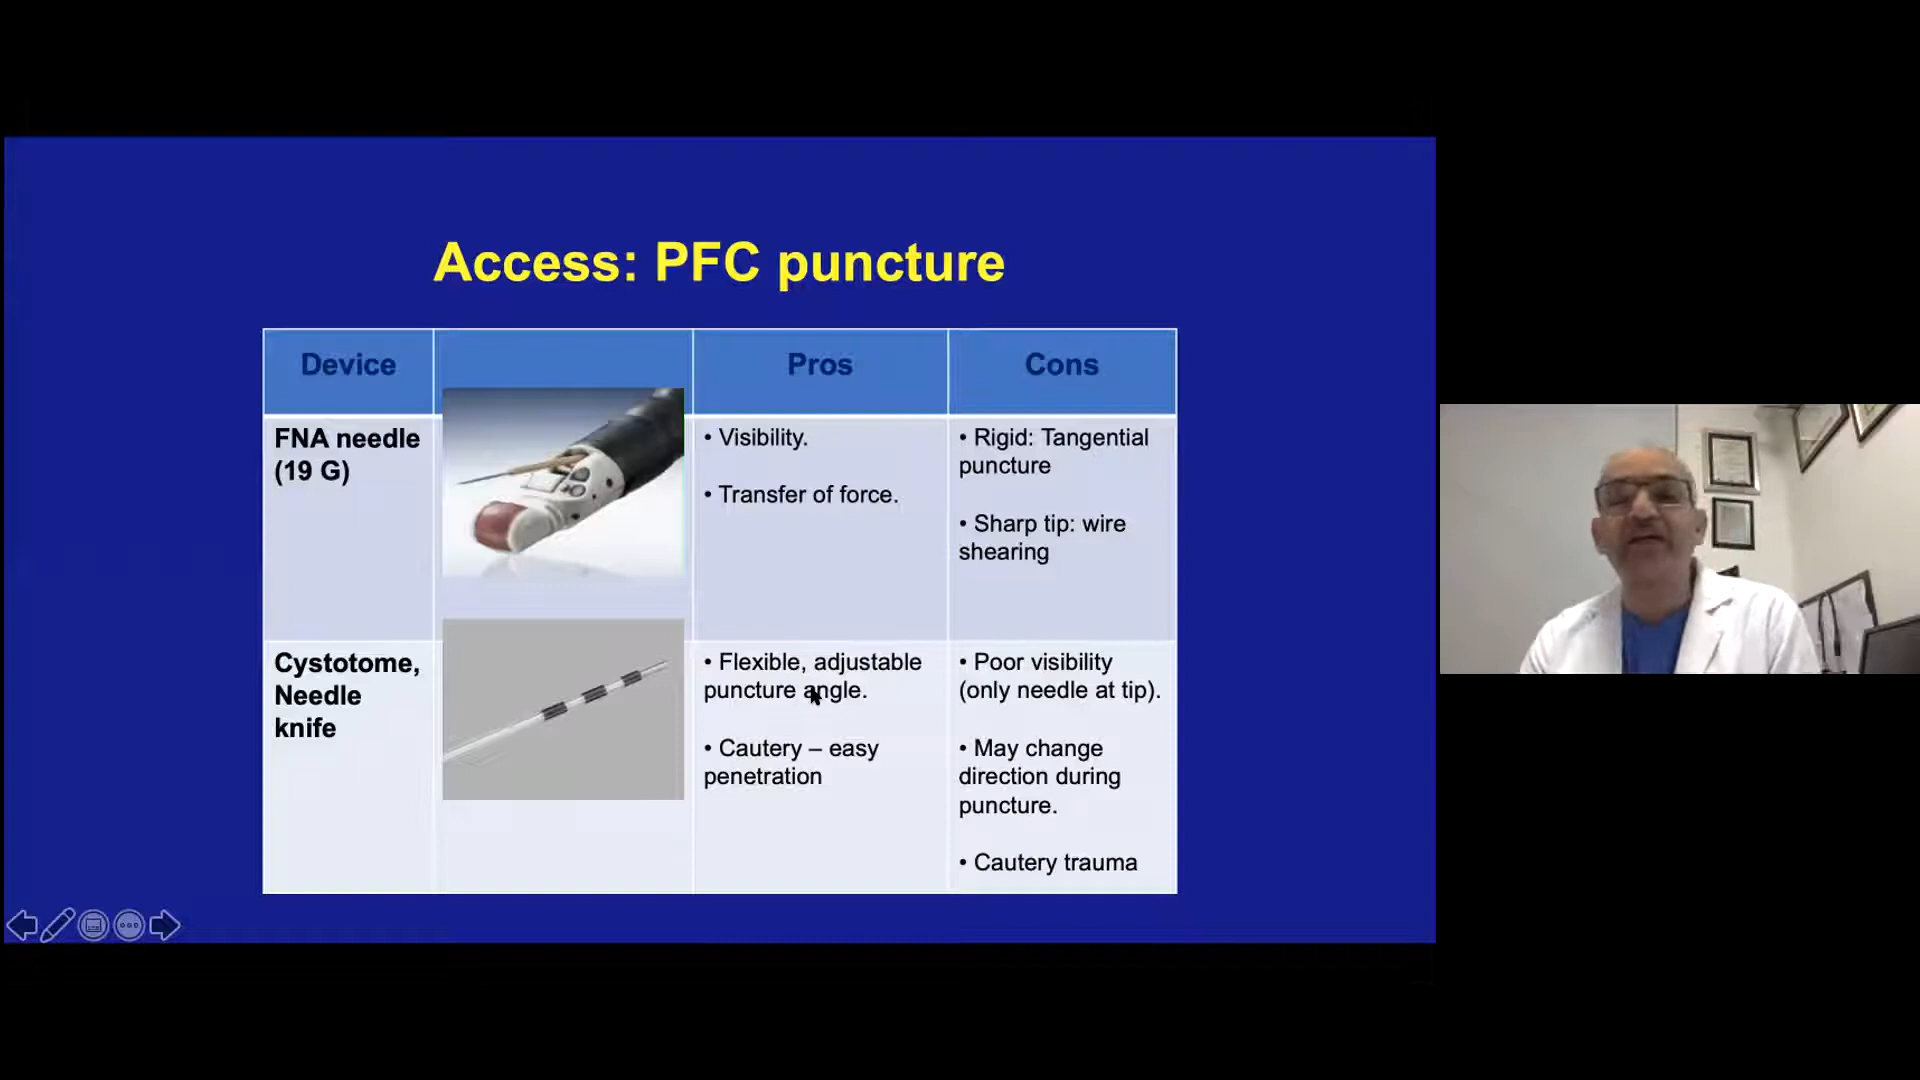 Access: PFC puncture
Device
Pros
Cons
FNA needle
(19 G)
• Visibility.
• Transfer of force.
• Rigid: Tangential
puncture
• Sharp tip: wire
shearing
Cystotome,
Needle
knife
• Flexible, adjustable
puncture angle.
• Cautery – easy
penetration
• Poor visibility
(only needle at tip).
• May change
direction during
puncture.
• Cautery trauma